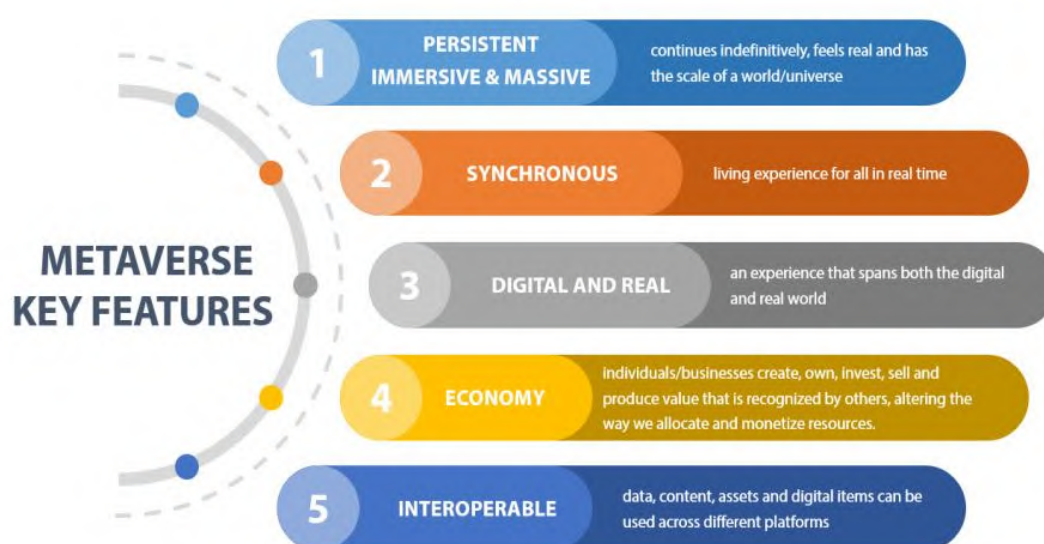 METAVERSE
KEY FEATURES
1
PERSISTENT
IMMERSIVE & MASSIVE
continues indefinitively, feels real and has
the scale of a world/universe
2
SYNCHRONOUS
living experience for all in real time
3
DIGITAL AND REAL
an experience that spans both the digital
and real world
4
ECONOMY
individuals/businesses create, own, invest, sell and
produce value that is recognized by others, altering the
way we allocate and monetize resources.
5
INTEROPERABLE
data, content, assets and digital items can be
used across different platforms